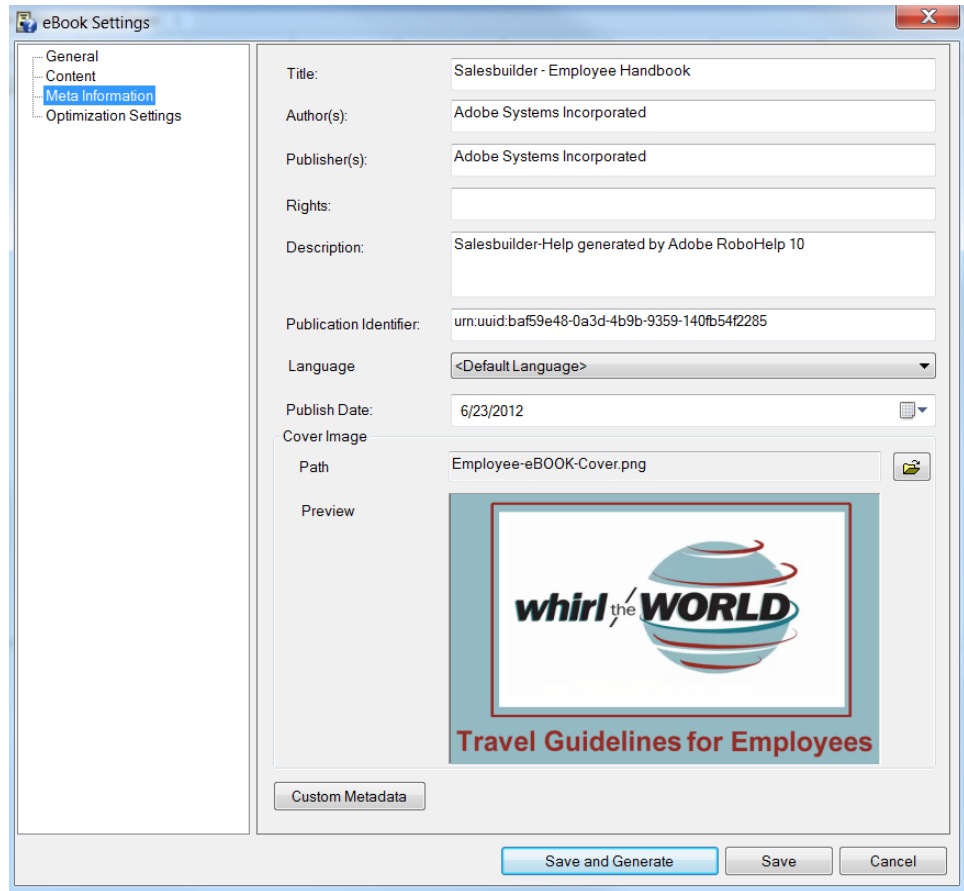 eBook Settings
X
General
Content
Meta Information
Optimization Settings
Title: Salesbuilder - Employee Handbook
Author(s): Adobe Systems Incorporated
Publisher(s): Adobe Systems Incorporated
Rights:
Description: Salesbuilder-Help generated by Adobe RoboHelp 10
Publication Identifier: urn:uuid:baf59e48-0a3d-4b9b-9359-140fb54f2285
Language <Default Language>
Publish Date: 6/23/2012
Cover Image
Path Employee-eBOOK-Cover.png
Preview
whirl the WORLD
Travel Guidelines for Employees
Custom Metadata
Save and Generate Save Cancel